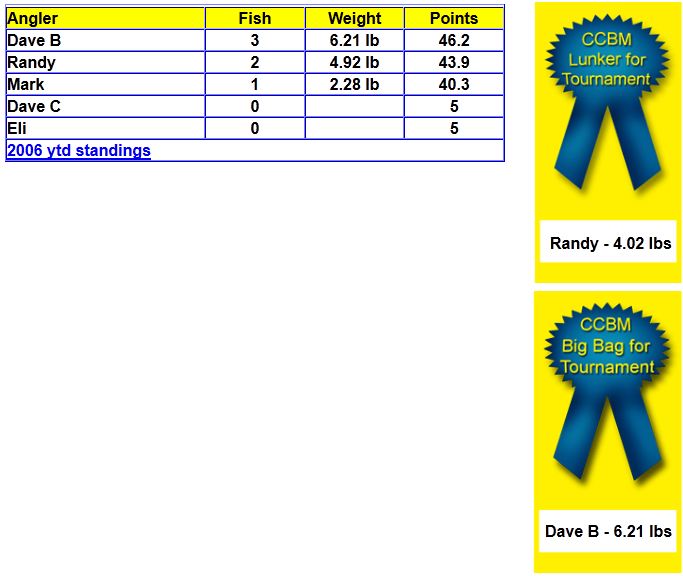 Angler Fish Weight Points
Dave B 3 6.21 lb 46.2
Randy 2 4.92 lb 43.9
Mark 1 2.28 lb 40.3
Dave C 0 5
Eli 0 5
2006 ytd standings
CCBM
Lunker for
Tournament
Randy - 4.02 lbs
CCBM
Big Bag for
Tournament
Dave B - 6.21 lbs